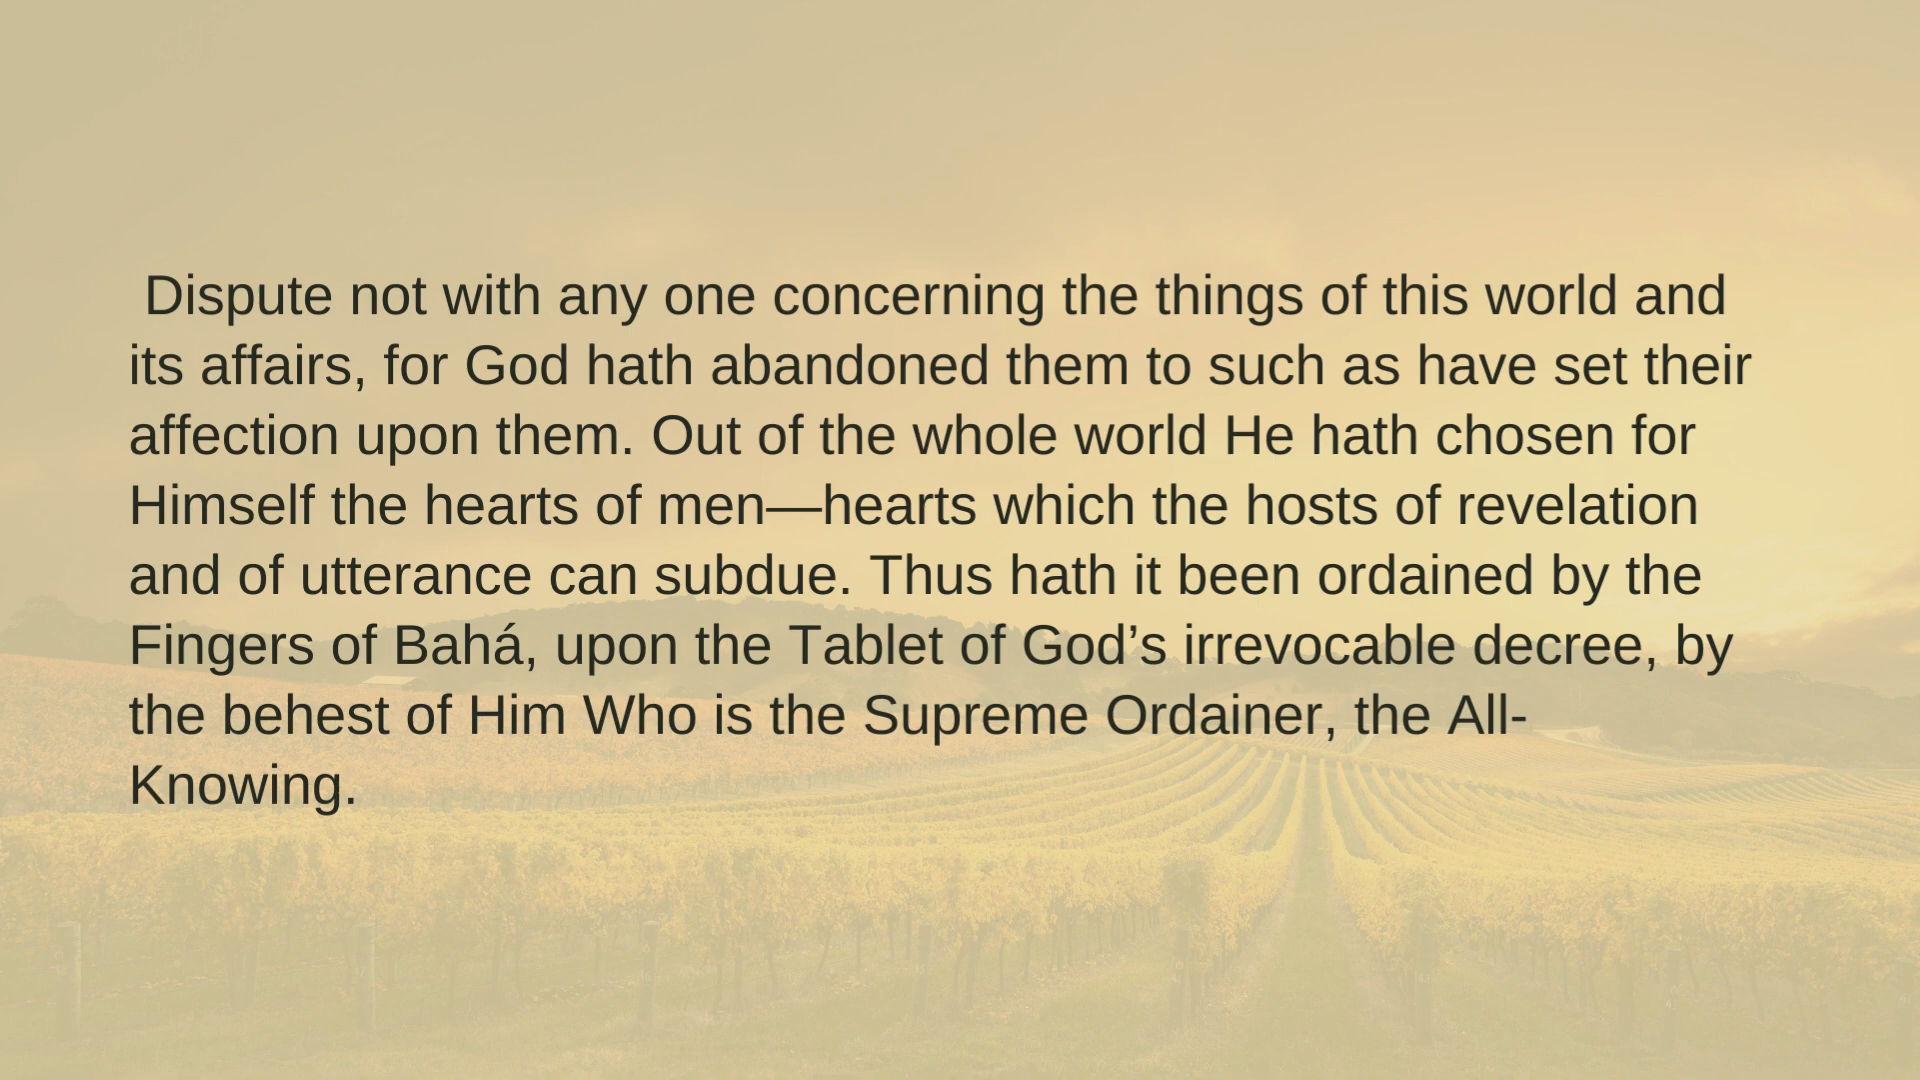 Dispute not with any one concerning the things of this world and
its affairs, for God hath abandoned them to such as have set their
affection upon them. Out of the whole world He hath chosen for
Himself the hearts of men—hearts which the hosts of revelation
and of utterance can subdue. Thus hath it been ordained by the
Fingers of Bahá, upon the Tablet of God’s irrevocable decree, by
the behest of Him Who is the Supreme Ordainer, the All-
Knowing.